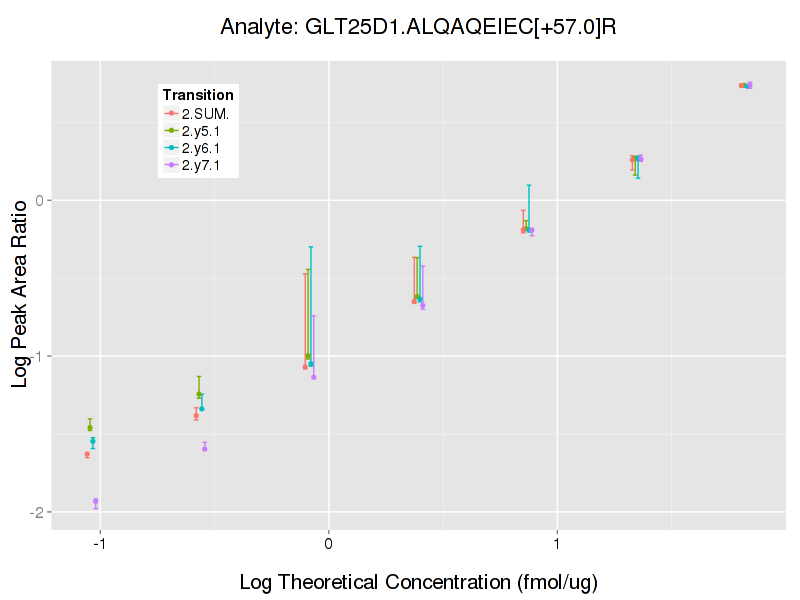 Analyte: GLT25D1.ALQAQEIEC[+57.0]R
Log Peak Area Ratio
Transition
2.SUM.
2.y5.1
2.y6.1
2.y7.1
0
-1
-2
-1
0
1
Log Theoretical Concentration (fmol/ug)